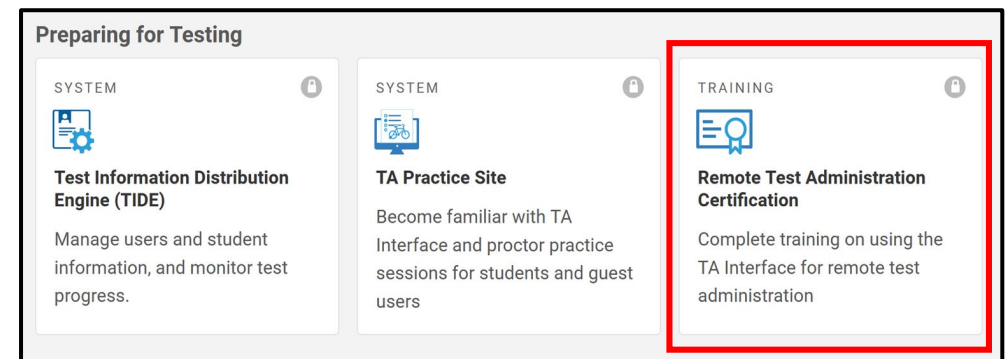 Preparing for Testing
SYSTEM
Test Information Distribution
Engine (TIDE)
Manage users and student
information, and monitor test
progress.
SYSTEM
TA Practice Site
Become familiar with TA
Interface and proctor practice
sessions for students and guest
users
TRAINING
Remote Test Administration
Certification
Complete training on using the
TA Interface for remote test
administration